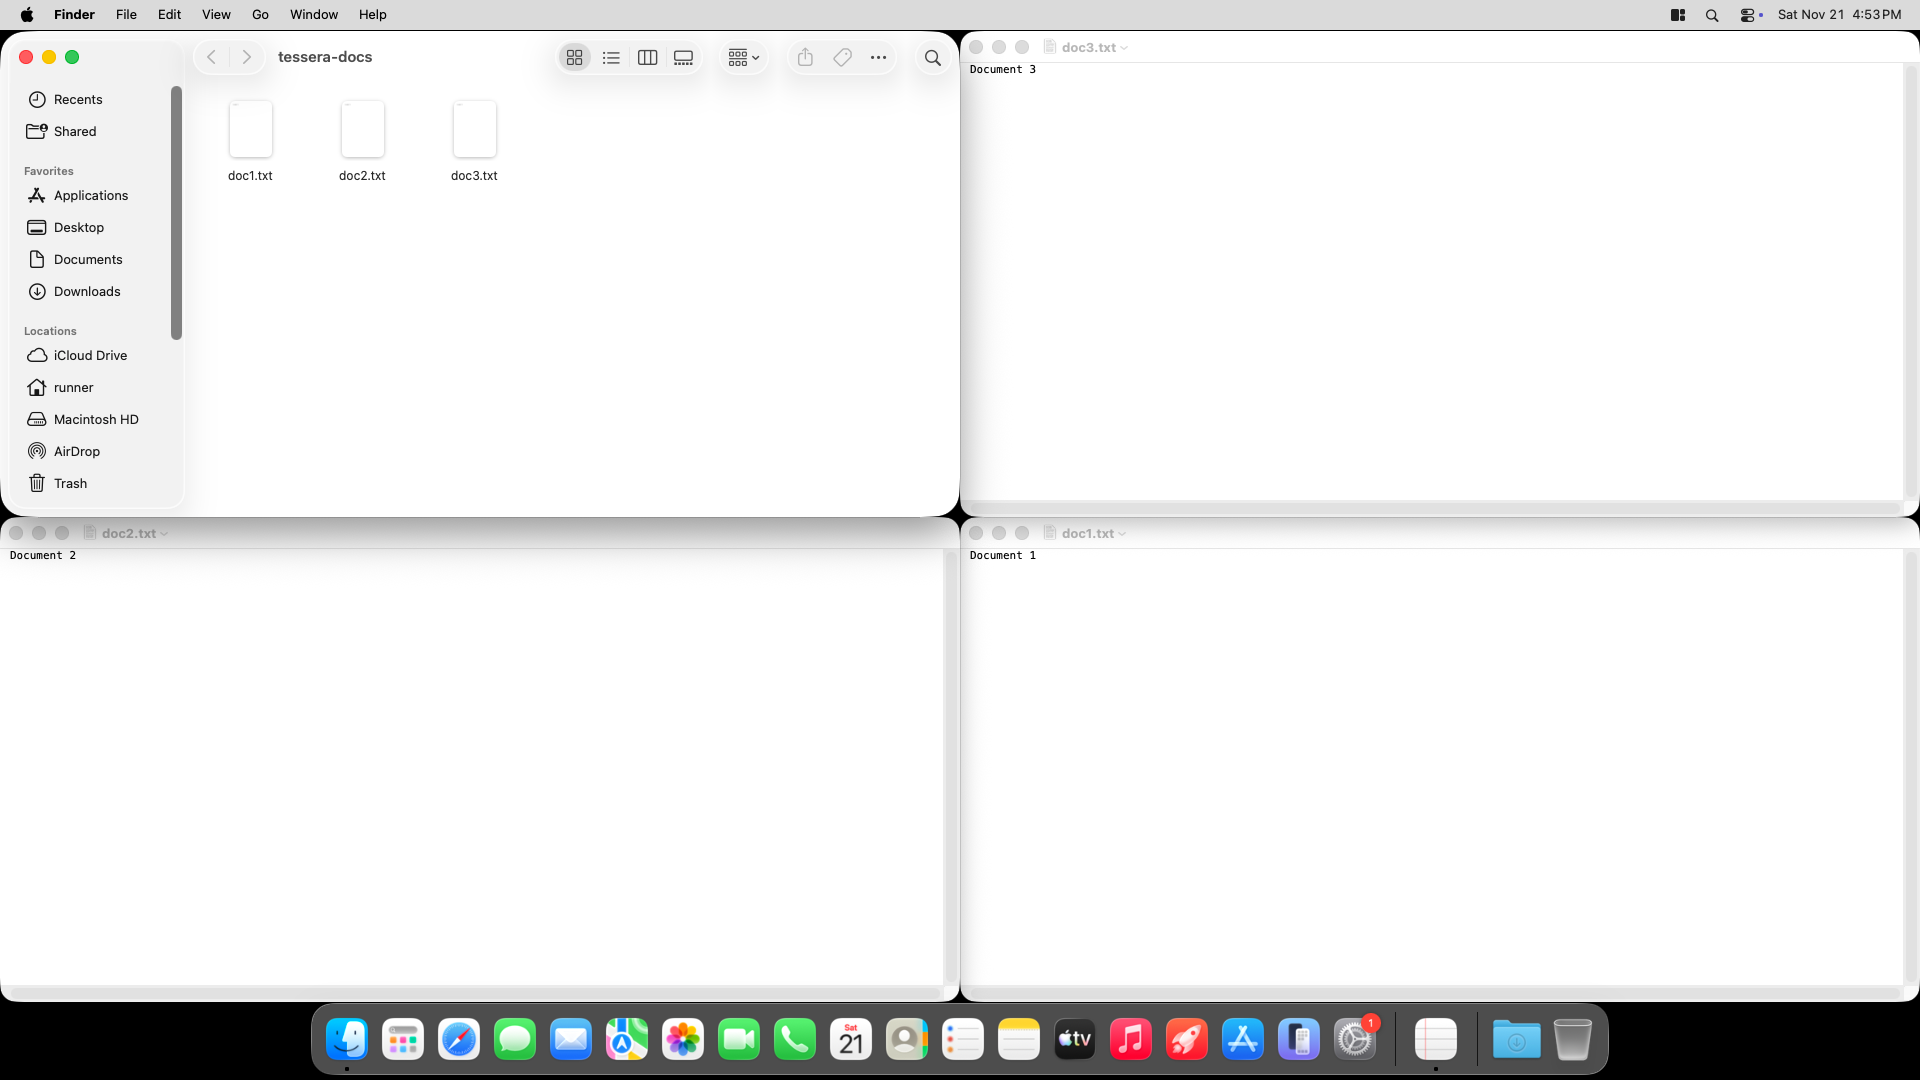 Finder File Edit View Go Window Help Sat Nov 21 4:53 PM
tessera-docs
Recents
Shared
Favorites
Applications
Desktop
Documents
Downloads
Locations
iCloud Drive
runner
Macintosh HD
AirDrop
Trash
doc1.txt doc2.txt doc3.txt
doc3.txt
Document 3
doc2.txt
Document 2
doc1.txt
Document 1
Sat
21
tv
1